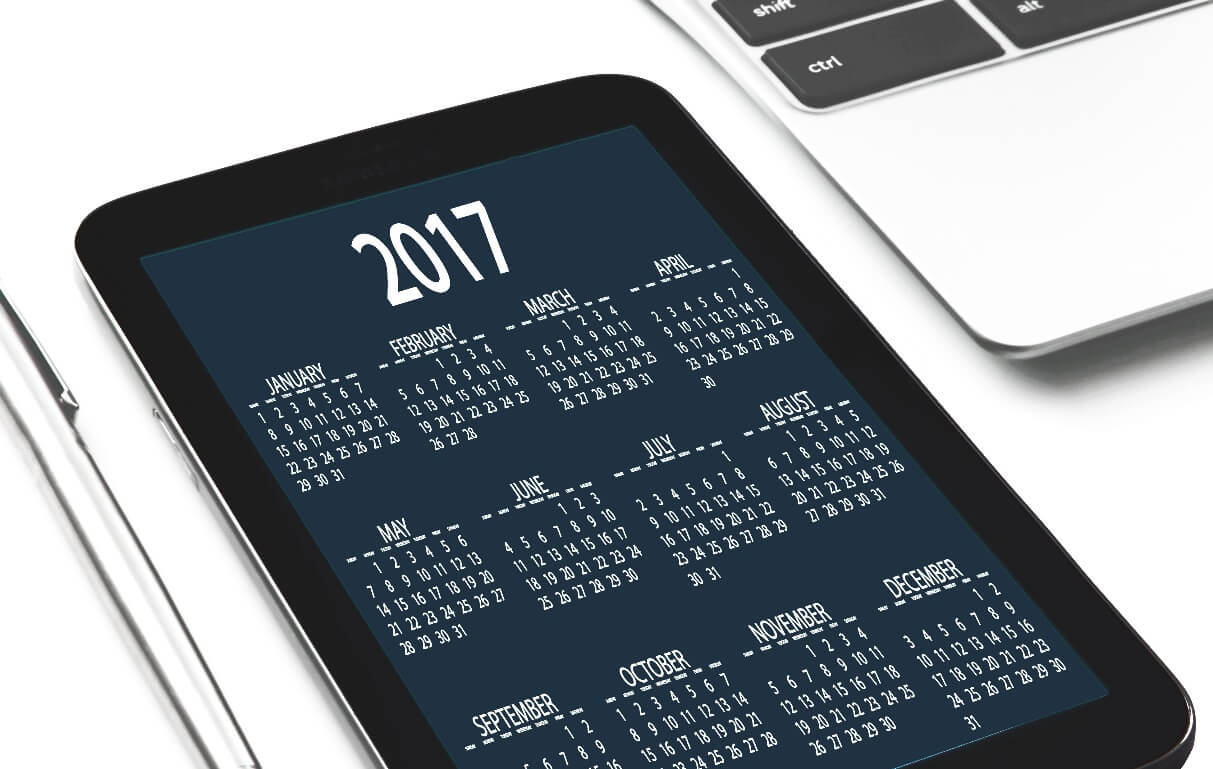 shift
alt
ctrl
2017
JANUARY
1 2 3 4 5 6 7
8 9 10 11 12 13 14
15 16 17 18 19 20 21
22 23 24 25 26 27 28
29 30 31
FEBRUARY
1 2 3 4
5 6 7 8 9 10 11
12 13 14 15 16 17 18
19 20 21 22 23 24 25
26 27 28
MARCH
1 2 3 4
5 6 7 8 9 10 11
12 13 14 15 16 17 18
19 20 21 22 23 24 25
26 27 28 29 30 31
APRIL
1
2 3 4 5 6 7 8
9 10 11 12 13 14 15
16 17 18 19 20 21 22
23 24 25 26 27 28 29
30
MAY
1 2 3 4 5 6
7 8 9 10 11 12 13
14 15 16 17 18 19 20
21 22 23 24 25 26 27
28 29 30 31
JUNE
1 2 3
4 5 6 7 8 9 10
11 12 13 14 15 16 17
18 19 20 21 22 23 24
25 26 27 28 29 30
JULY
1
2 3 4 5 6 7 8
9 10 11 12 13 14 15
16 17 18 19 20 21 22
23 24 25 26 27 28 29
30 31
AUGUST
1 2 3 4 5
6 7 8 9 10 11 12
13 14 15 16 17 18 19
20 21 22 23 24 25 26
27 28 29 30 31
SEPTEMBER
1 2
5 6 7 8 9
OCTOBER
1 2 3 4 5 6 7
8 9 10 11 12 13 14
15 16 17 18 19 20 21
25 26 27 28
NOVEMBER
1 2 3 4
5 6 7 8 9 10 11
12 13 14 15 16 17 18
19 20 21 22 23 24 25
26 27 28 29 30
DECEMBER
1 2
3 4 5 6 7 8 9
10 11 12 13 14 15 16
17 18 19 20 21 22 23
24 25 26 27 28 29 30
31